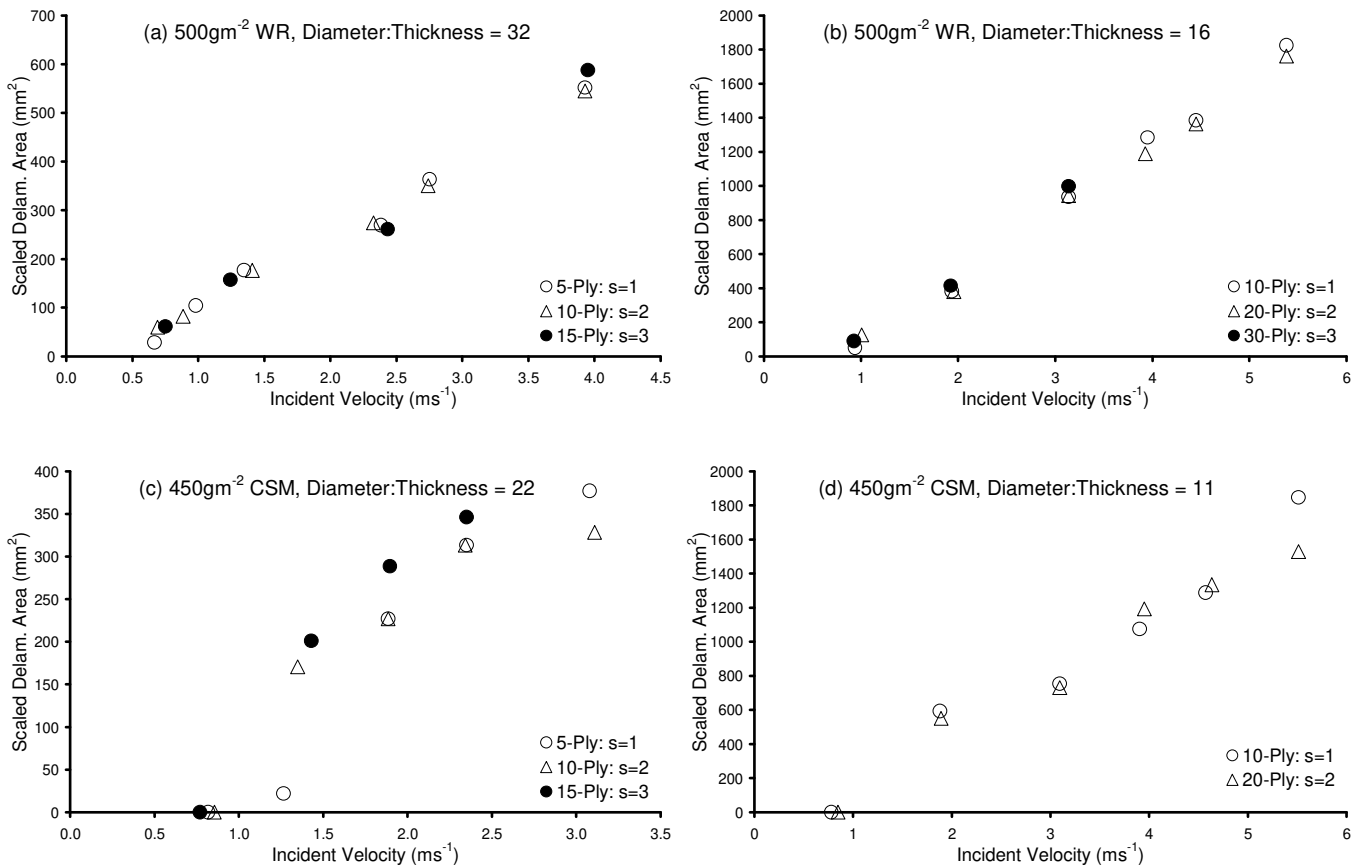 (a) 500gm⁻² WR, Diameter:Thickness = 32
Scaled Delam. Area (mm²)
700
600
500
400
300
200
100
0
0.0 0.5 1.0 1.5 2.0 2.5 3.0 3.5 4.0 4.5
Incident Velocity (ms⁻¹)
5-Ply: s=1
10-Ply: s=2
15-Ply: s=3
(b) 500gm⁻² WR, Diameter:Thickness = 16
Scaled Delam. Area (mm²)
2000
1800
1600
1400
1200
1000
800
600
400
200
0
0 1 2 3 4 5 6
Incident Velocity (ms⁻¹)
10-Ply: s=1
20-Ply: s=2
30-Ply: s=3
(c) 450gm⁻² CSM, Diameter:Thickness = 22
Scaled Delam. Area (mm²)
400
350
300
250
200
150
100
50
0
0.0 0.5 1.0 1.5 2.0 2.5 3.0 3.5
Incident Velocity (ms⁻¹)
5-Ply: s=1
10-Ply: s=2
15-Ply: s=3
(d) 450gm⁻² CSM, Diameter:Thickness = 11
Scaled Delam. Area (mm²)
2000
1800
1600
1400
1200
1000
800
600
400
200
0
0 1 2 3 4 5 6
Incident Velocity (ms⁻¹)
10-Ply: s=1
20-Ply: s=2